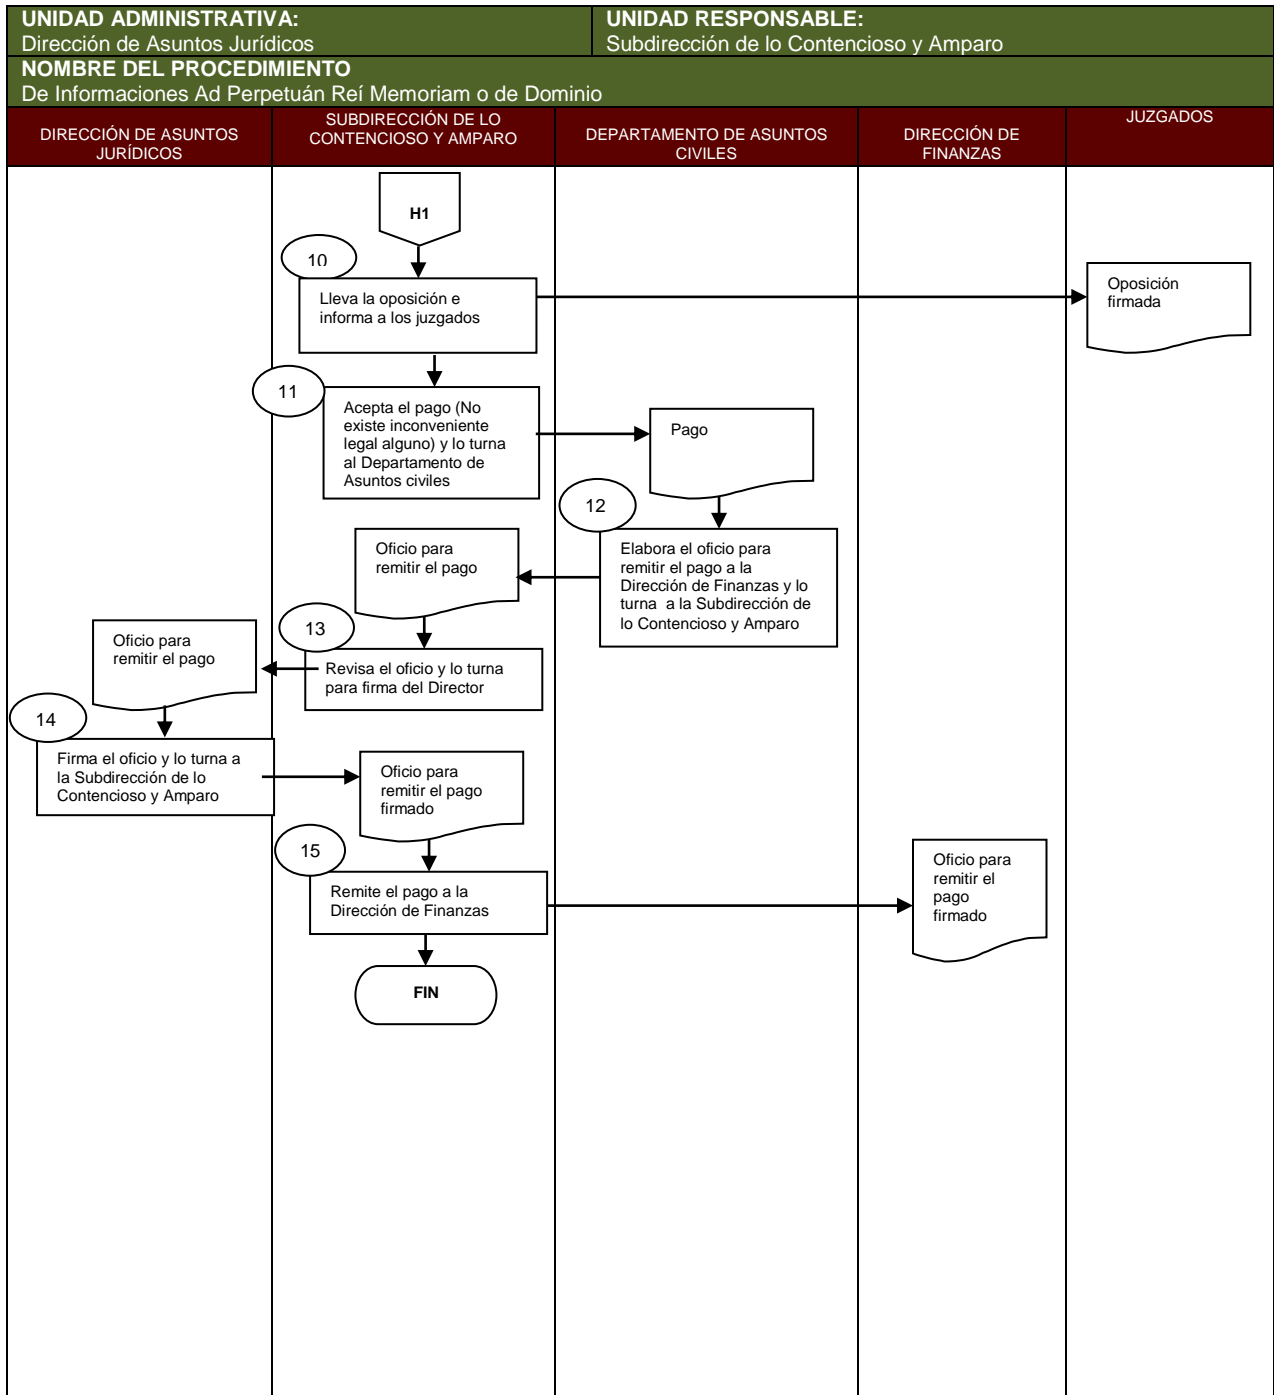 UNIDAD ADMINISTRATIVA:
Dirección de Asuntos Jurídicos
UNIDAD RESPONSABLE:
Subdirección de lo Contencioso y Amparo
NOMBRE DEL PROCEDIMIENTO
De Informaciones Ad Perpetuán Reí Memoriam o de Dominio
DIRECCIÓN DE ASUNTOS
JURÍDICOS
SUBDIRECCIÓN DE LO
CONTENCIOSO Y AMPARO
DEPARTAMENTO DE ASUNTOS
CIVILES
DIRECCIÓN DE
FINANZAS
JUZGADOS
H1
10
Lleva la oposición e
informa a los juzgados
Oposición
firmada
11
Acepta el pago (No
existe inconveniente
legal alguno) y lo turna
al Departamento de
Asuntos civiles
Pago
12
Elabora el oficio para
remitir el pago a la
Dirección de Finanzas y lo
turna a la Subdirección de
lo Contencioso y Amparo
Oficio para
remitir el pago
13
Revisa el oficio y lo turna
para firma del Director
Oficio para
remitir el pago
14
Firma el oficio y lo turna a
la Subdirección de lo
Contencioso y Amparo
Oficio para
remitir el pago
firmado
15
Remite el pago a la
Dirección de Finanzas
Oficio para
remitir el
pago
firmado
FIN